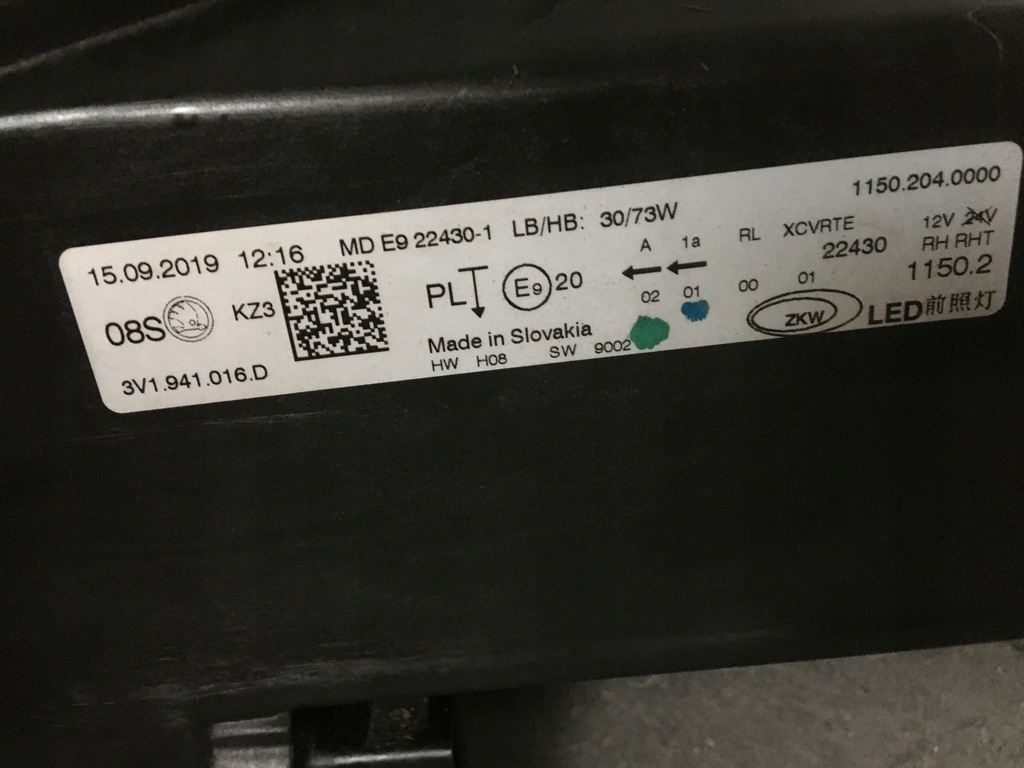 15.09.2019 12:16 MD E9 22430-1 LB/HB: 30/73W 1150.204.0000
08S KZ3 PL E9 20 A 1a RL XCVRTE 12V 24V
22430 RH RHT
02 01 00 01 1150.2
Made in Slovakia ZKW LED前照灯
HW H08 SW 9002
3V1.941.016.D